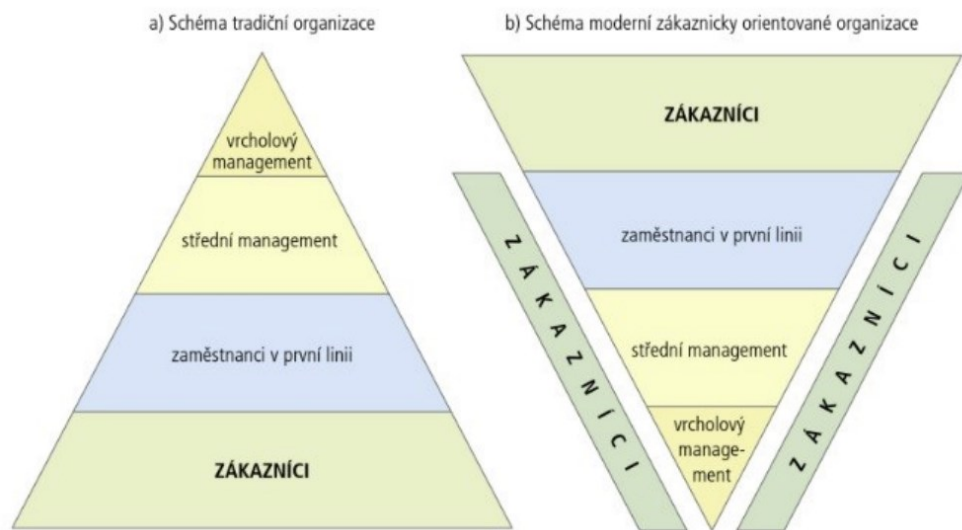 a) Schéma tradiční organizace
vrcholový
management
střední management
zaměstnanci v první linii
ZÁKAZNÍCI
b) Schéma moderní zákaznicky orientované organizace
ZÁKAZNÍCI
zaměstnanci v první linii
střední management
vrcholový
manage-
ment
ZÁKAZNÍCI
ZÁKAZNÍCI